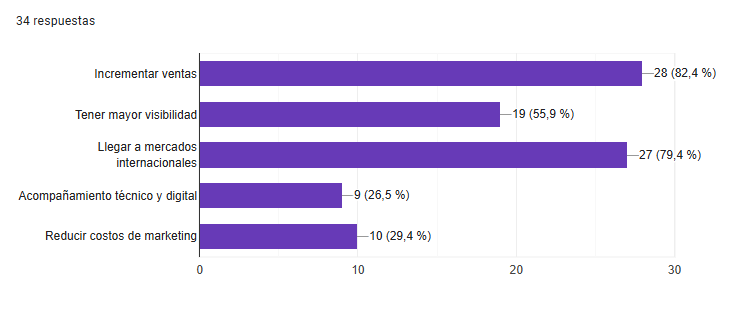 34 respuestas
Incrementar ventas
28 (82,4 %)
Tener mayor visibilidad
19 (55,9 %)
Llegar a mercados
internacionales
27 (79,4 %)
Acompañamiento técnico y digital
9 (26,5 %)
Reducir costos de marketing
10 (29,4 %)
0
10
20
30